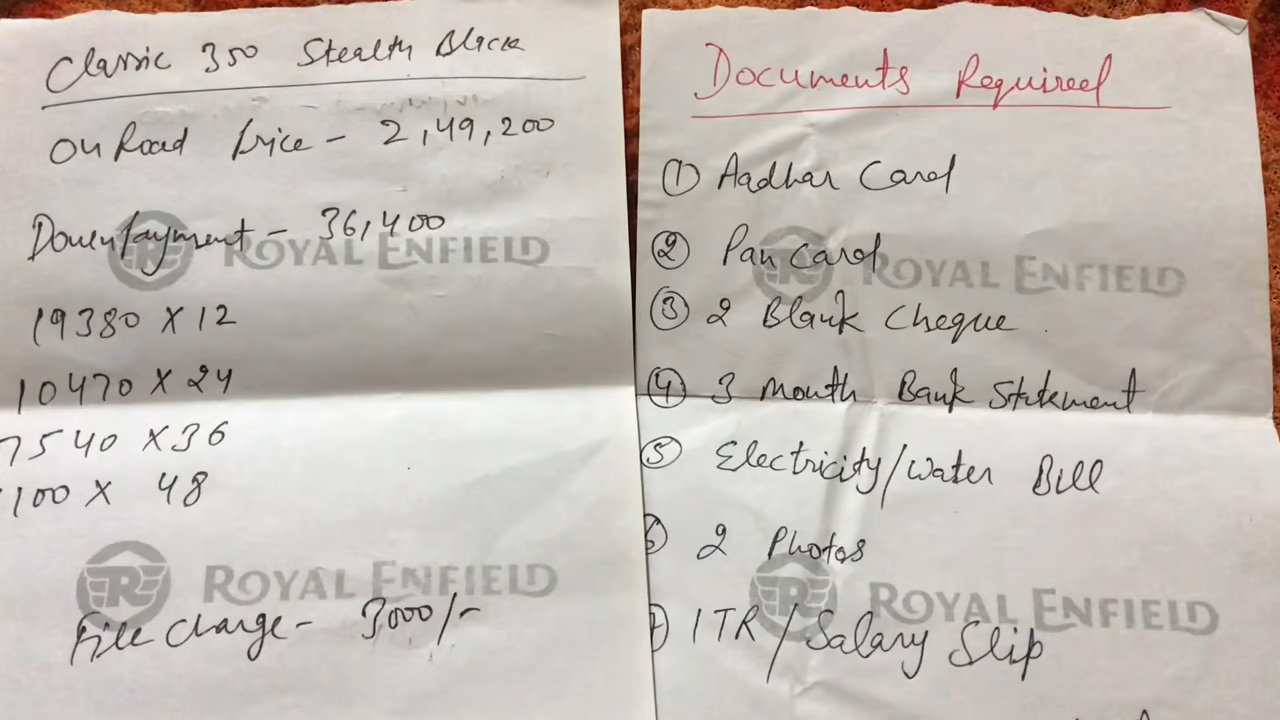 Classic 350 Stealth Black
On Road Price - 2,49,200
Downpayment - 36,400
ROYAL ENFIELD
19380 X 12
10470 X 24
7540 X 36
100 X 48
ROYAL ENFIELD
File Charge - 3000/-
Documents Required
① Aadhar Card
② Pan Card
ROYAL ENFIELD
③ 2 Blank Cheque
④ 3 Month Bank Statement
⑤ Electricity/Water Bill
⑥ 2 Photos
ROYAL ENFIELD
⑦ ITR / Salary Slip